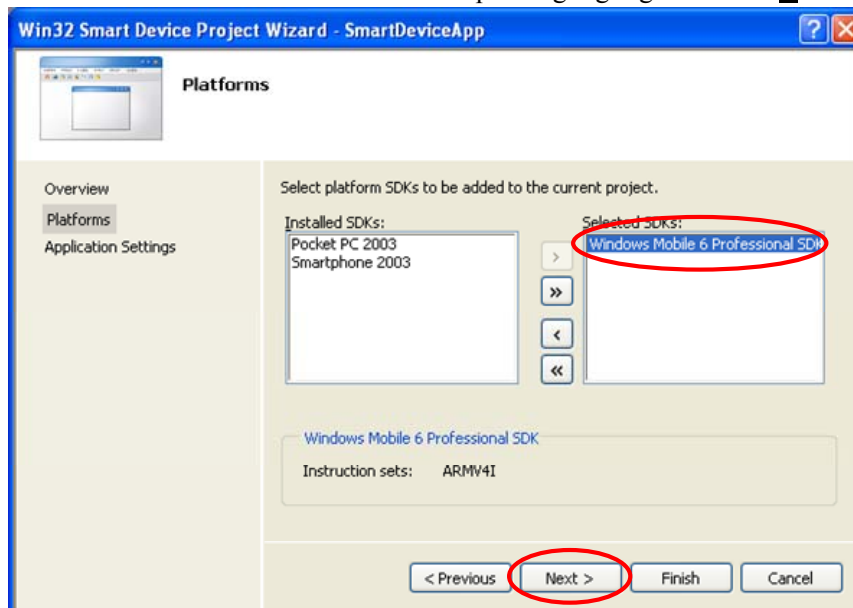 Win32 Smart Device Project Wizard - SmartDeviceApp
Platforms
Overview
Platforms
Application Settings
Select platform SDKs to be added to the current project.
Installed SDKs:
Pocket PC 2003
Smartphone 2003
>
»
<
«
Selected SDKs:
Windows Mobile 6 Professional SDK
Windows Mobile 6 Professional SDK
Instruction sets: ARMV4I
< Previous
Next >
Finish
Cancel